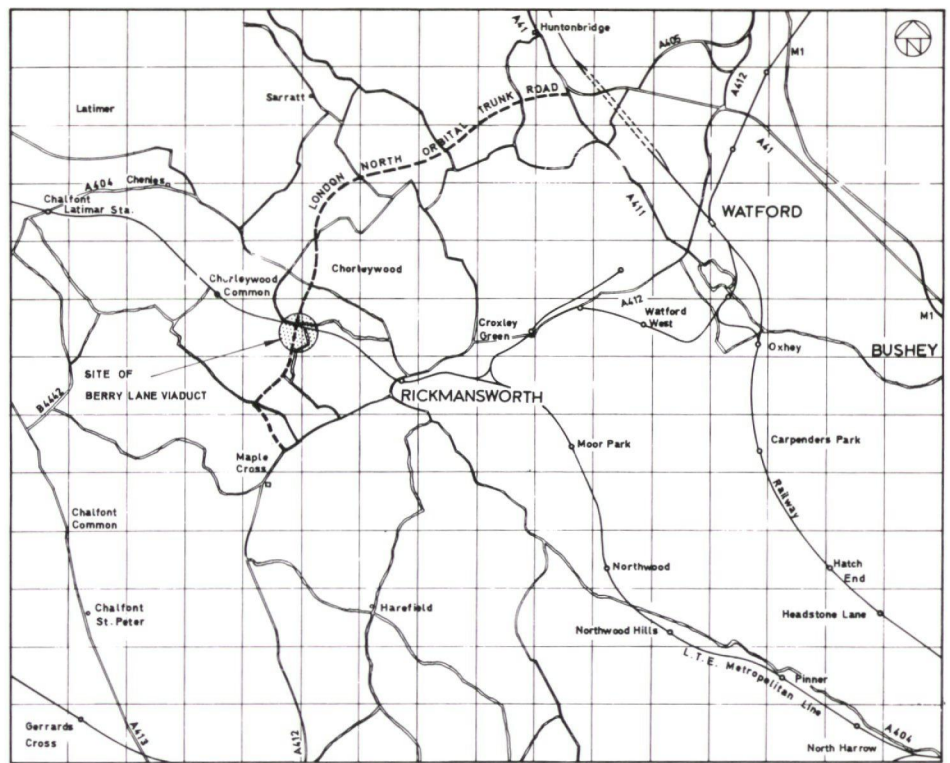 A41
Huntonbridge
N
A405
A412
M1
Sarratt
LONDON NORTH ORBITAL TRUNK ROAD
Latimer
A41
A404
Chenies
Chalfont
Latimar Sta.
A411
WATFORD
Chorleywood
Common
Chorleywood
A412
Croxley
Green
Watford
West
M1
Oxhey
BUSHEY
SITE OF
BERRY LANE VIADUCT
RICKMANSWORTH
B4442
Maple
Cross
Moor Park
Carpenders Park
Railway
Chalfont
Common
Northwood
Hatch
End
Chalfont
St. Peter
Harefield
Headstone Lane
Northwood Hills
L.T.E. Metropolitan Line
Pinner
Gerrards
Cross
A413
A412
A404
North Harrow